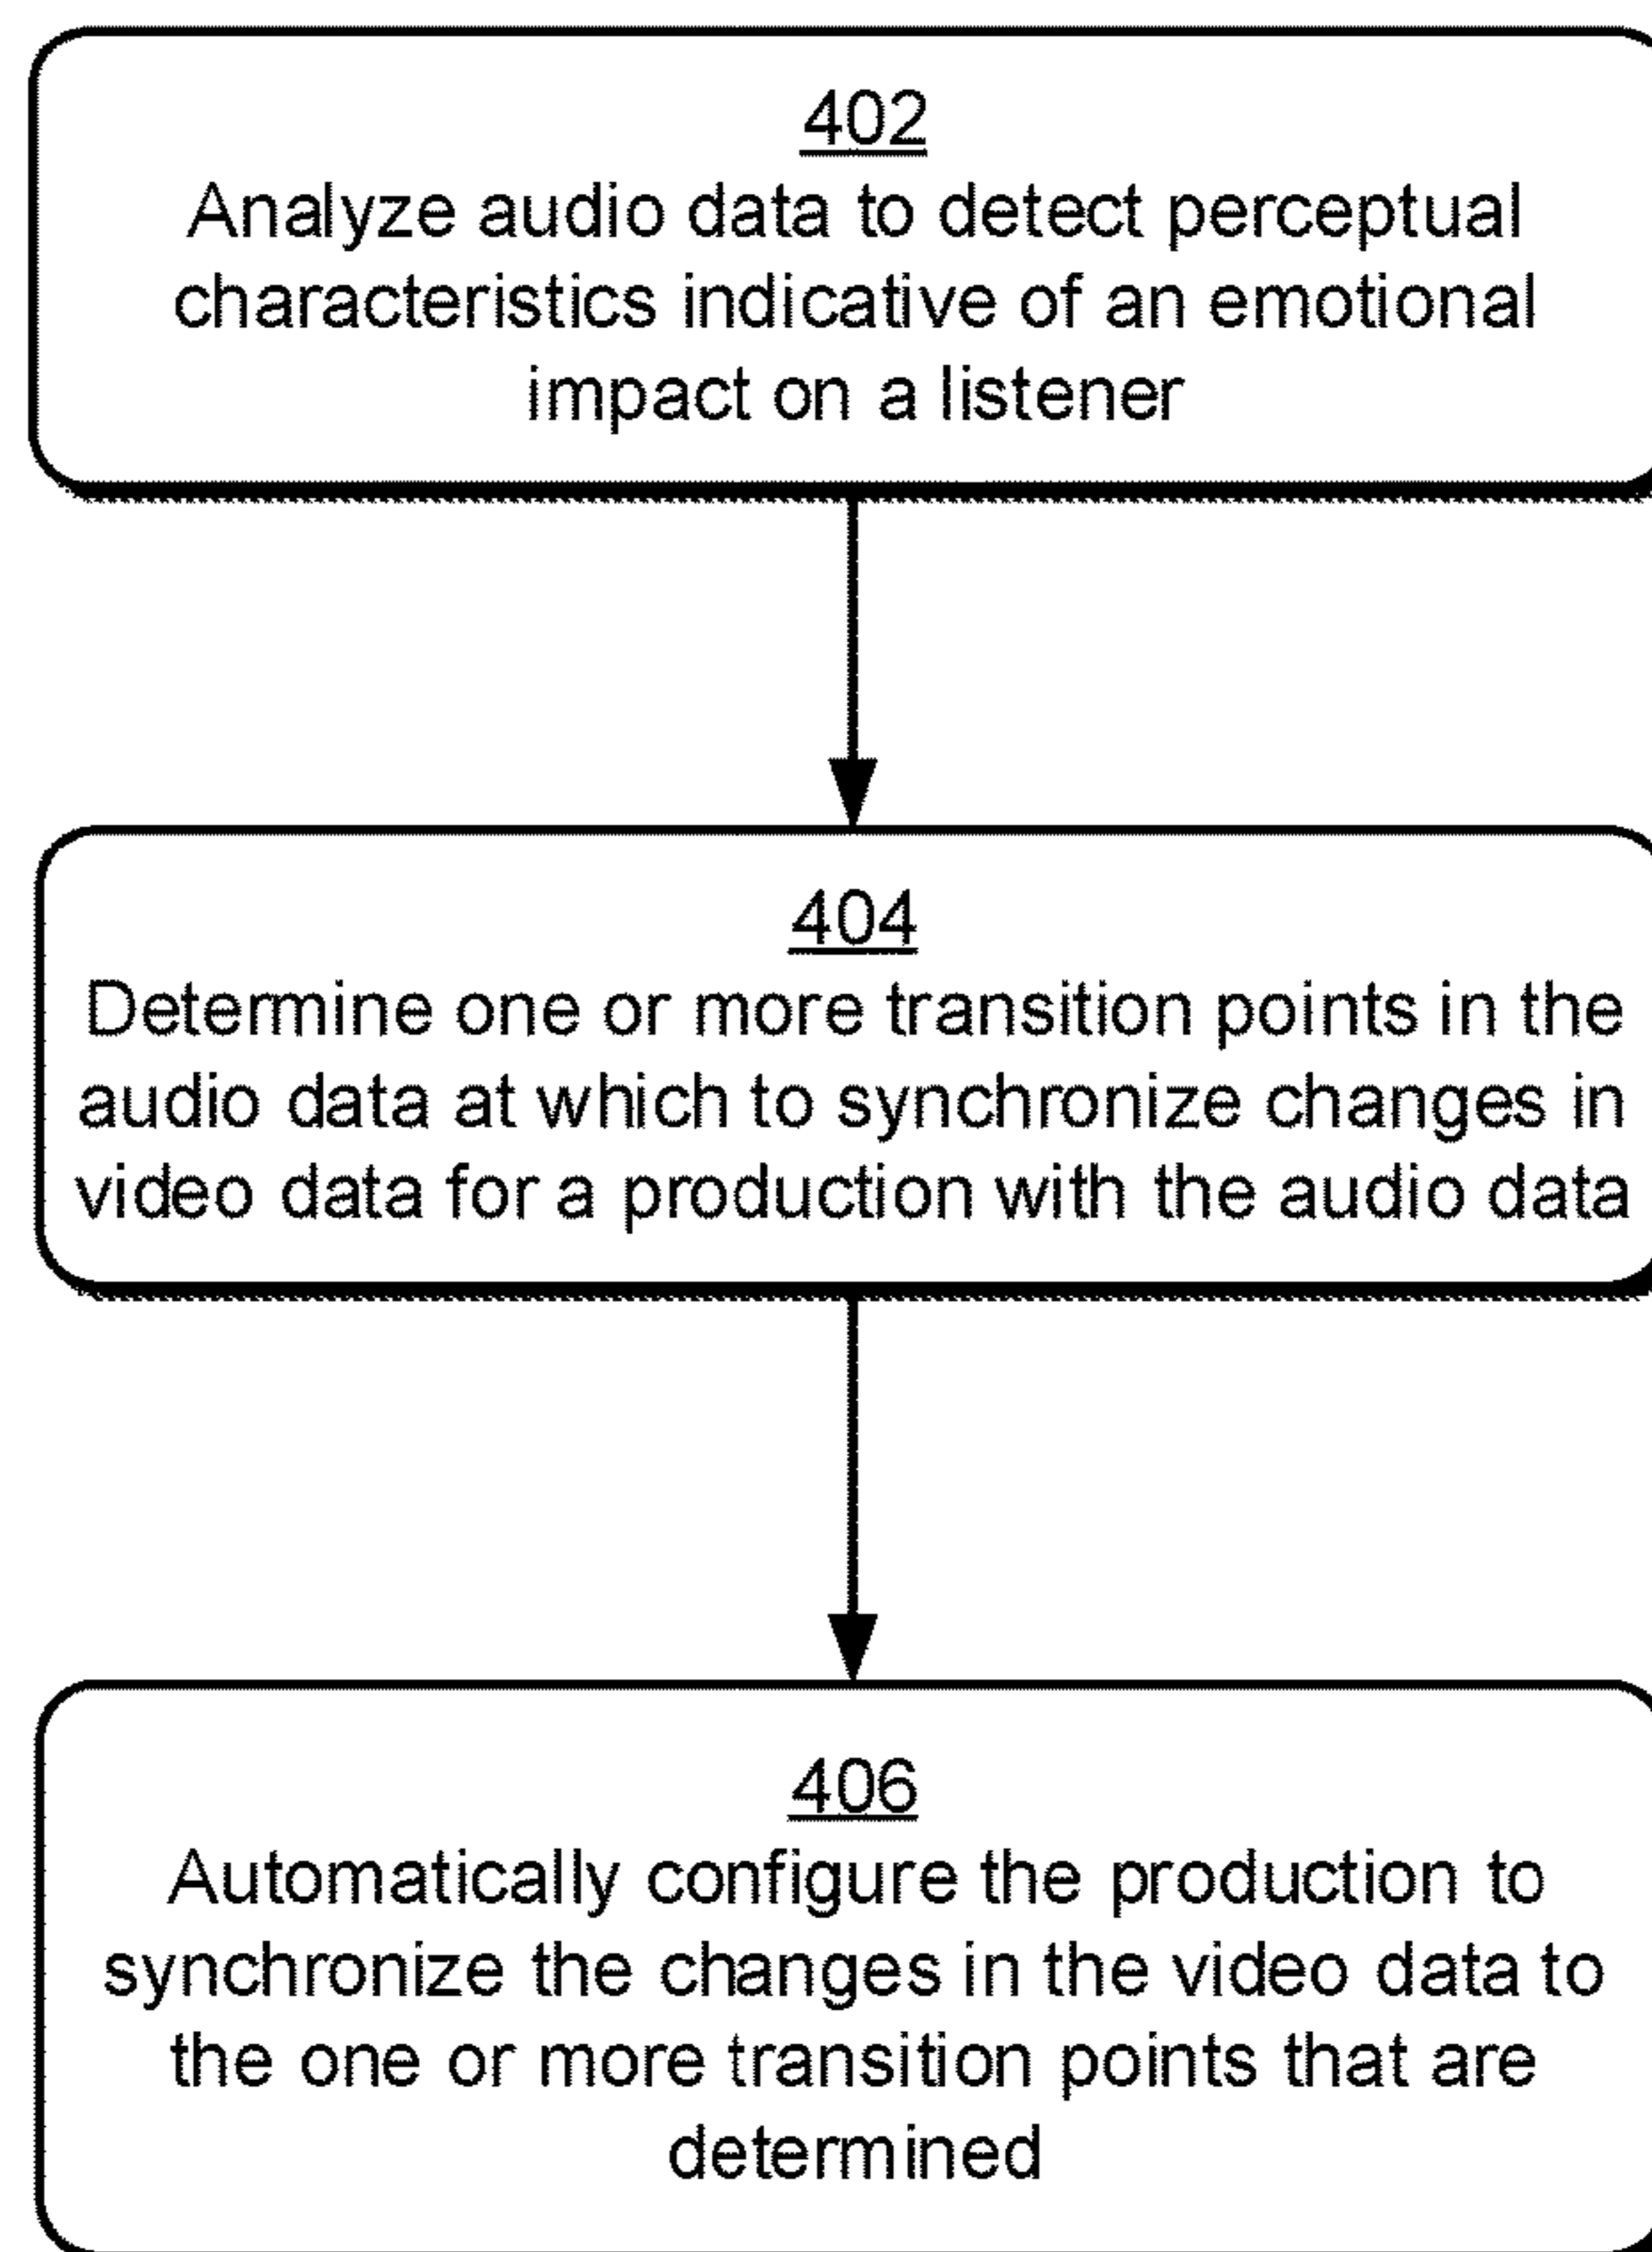 402
Analyze audio data to detect perceptual
characteristics indicative of an emotional
impact on a listener
404
Determine one or more transition points in the
audio data at which to synchronize changes in
video data for a production with the audio data
406
Automatically configure the production to
synchronize the changes in the video data to
the one or more transition points that are
determined